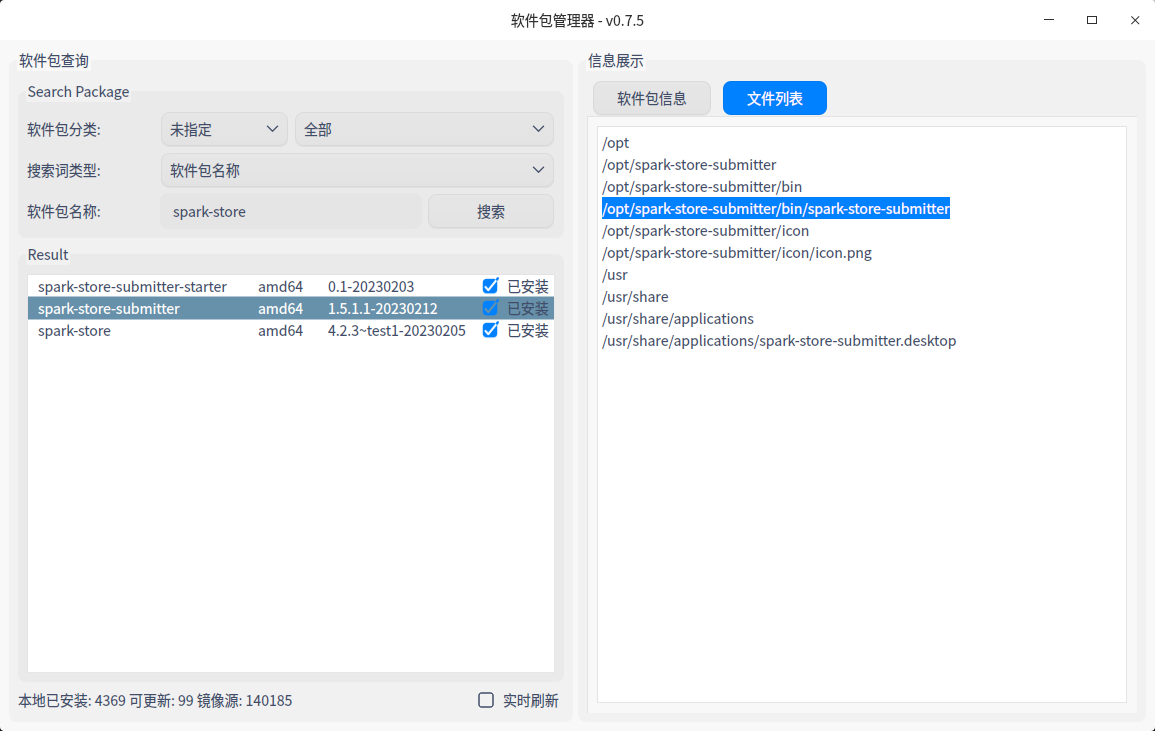 软件包管理器 - v0.7.5
软件包查询
Search Package
软件包分类: 未指定 全部
搜索词类型: 软件包名称
软件包名称: spark-store 搜索
Result
spark-store-submitter-starter amd64 0.1-20230203 已安装
spark-store-submitter amd64 1.5.1.1-20230212 已安装
spark-store amd64 4.2.3~test1-20230205 已安装
本地已安装: 4369 可更新: 99 镜像源: 140185 实时刷新
信息展示
软件包信息 文件列表
/opt
/opt/spark-store-submitter
/opt/spark-store-submitter/bin
/opt/spark-store-submitter/bin/spark-store-submitter
/opt/spark-store-submitter/icon
/opt/spark-store-submitter/icon/icon.png
/usr
/usr/share
/usr/share/applications
/usr/share/applications/spark-store-submitter.desktop